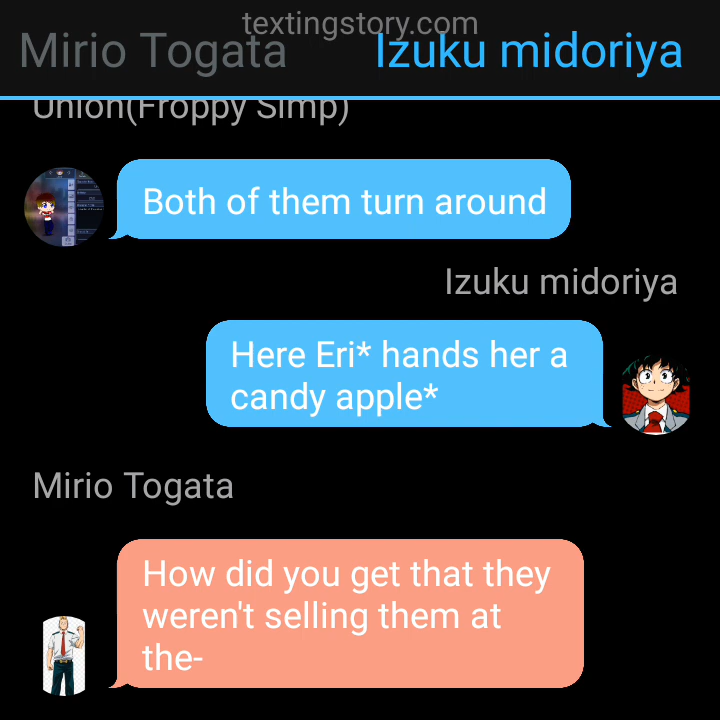 textingstory.com
Mirio Togata
Izuku midoriya
Union(Froppy Simp)
Both of them turn around
Izuku midoriya
Here Eri* hands her a
candy apple*
Mirio Togata
How did you get that they
weren't selling them at
the-